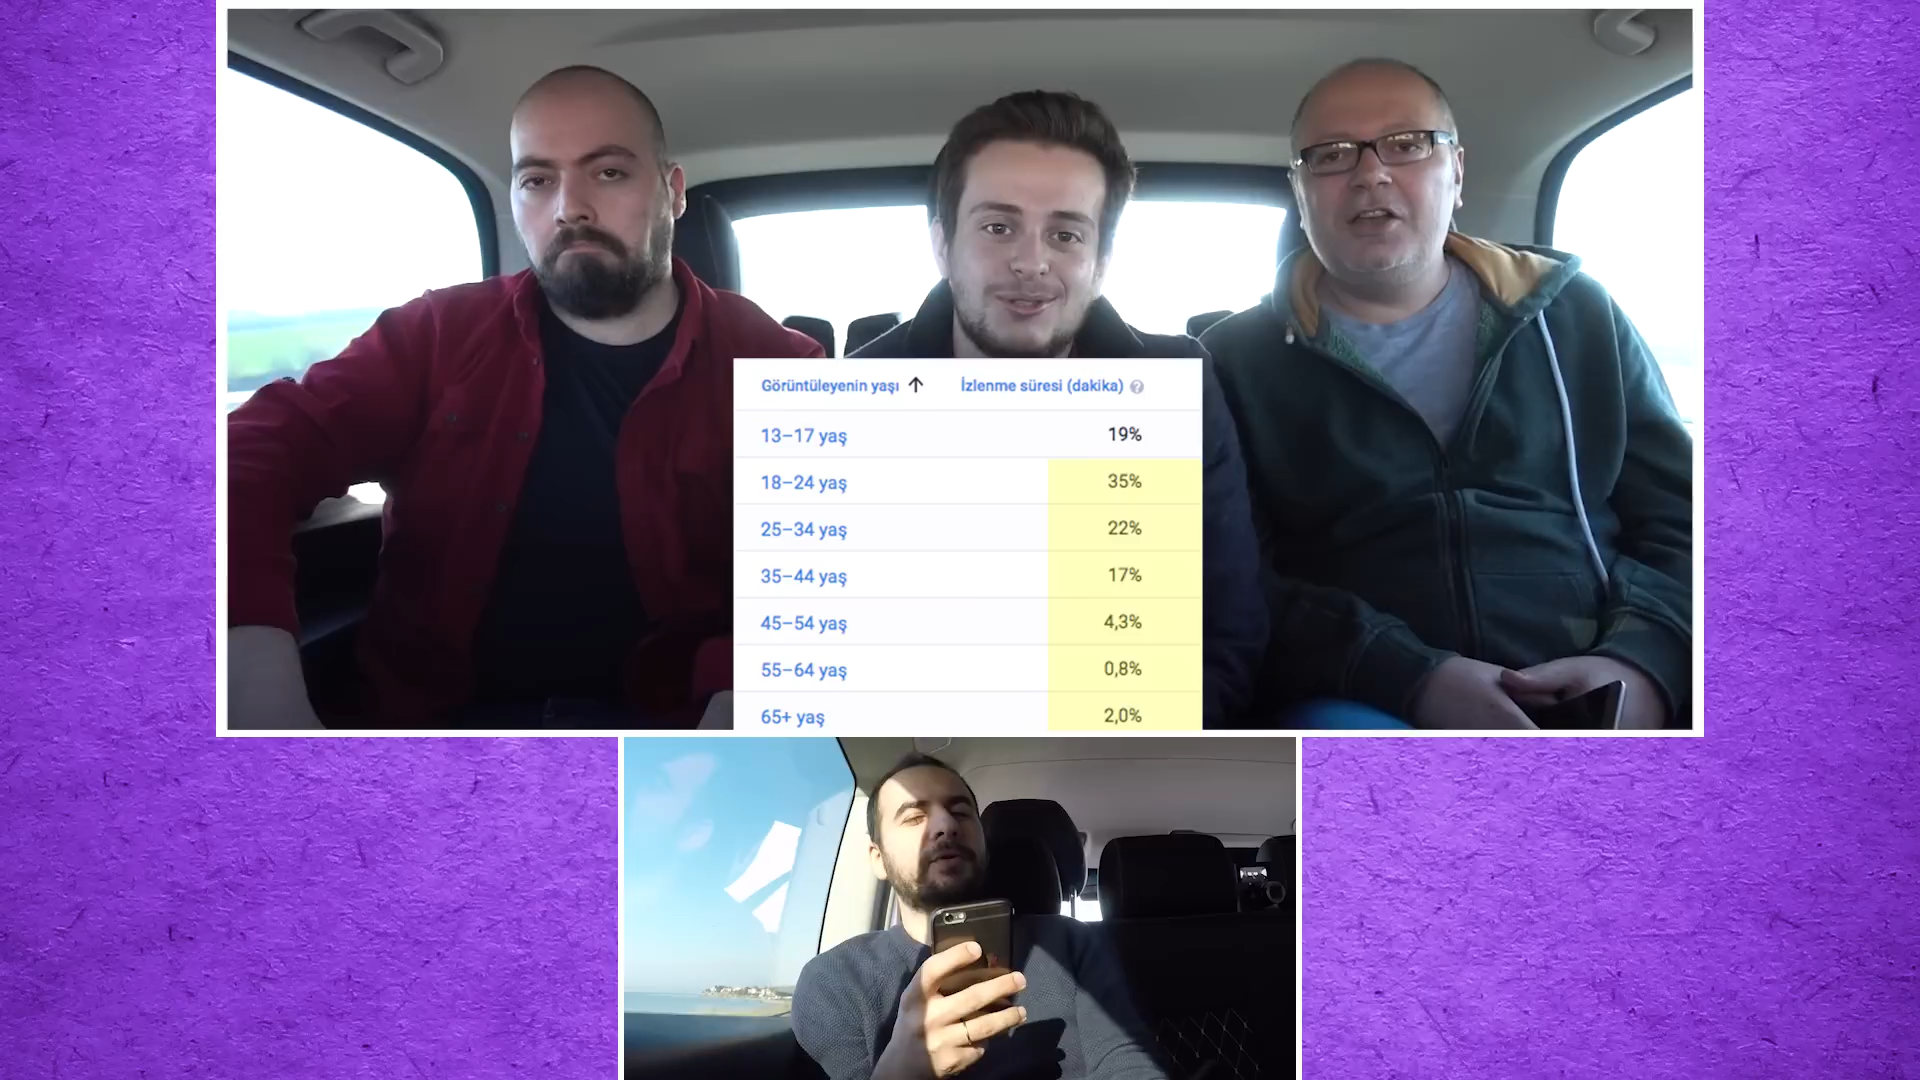 Görüntüleyenin yaşı ↑ İzlenme süresi (dakika) ?
13–17 yaş 19%
18–24 yaş 35%
25–34 yaş 22%
35–44 yaş 17%
45–54 yaş 4,3%
55–64 yaş 0,8%
65+ yaş 2,0%